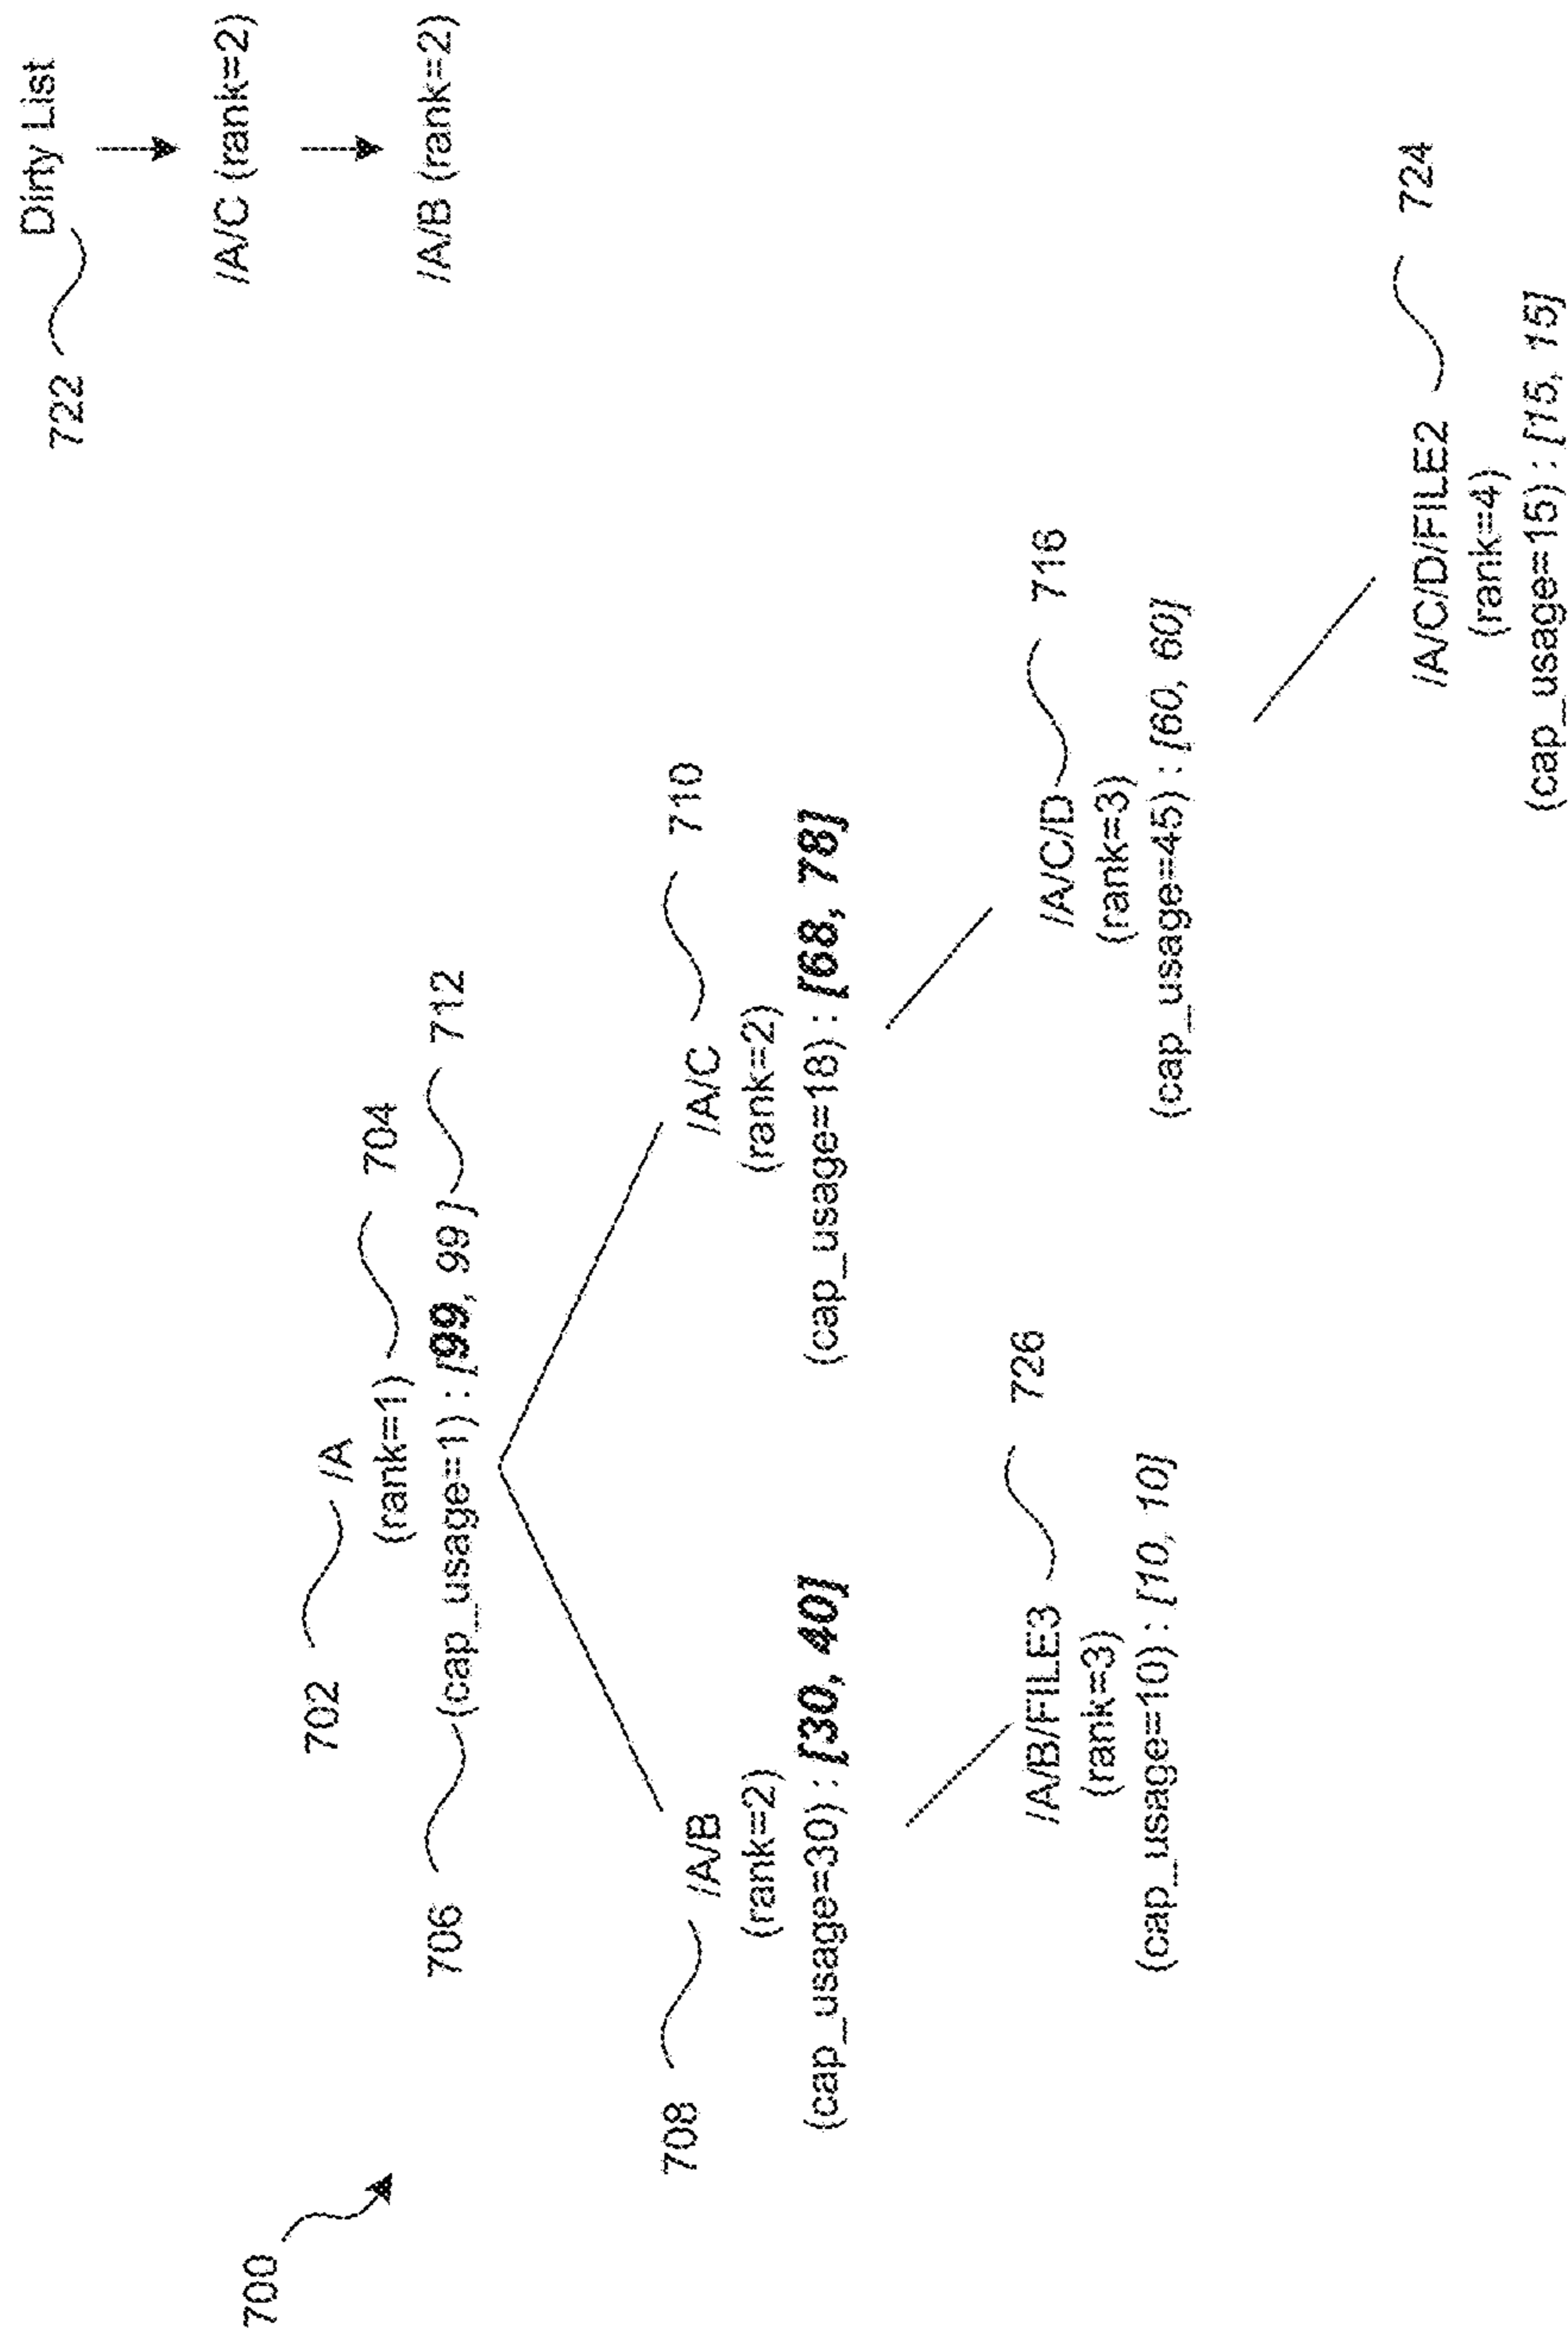 700
722
Dirty List
/A/C (rank=2)
/A/B (rank=2)
702
/A
(rank=1)
704
706
(cap_usage=1) : [99, 99]
712
708
/A/B
(rank=2)
(cap_usage=30) : [30, 40]
/A/C
710
(rank=2)
(cap_usage=18) : [68, 78]
/A/B/FILE3
726
(rank=3)
(cap_usage=10) : [10, 10]
/A/C/D
716
(rank=3)
(cap_usage=45) : [60, 60]
/A/C/D/FILE2
724
(rank=4)
(cap_usage=15) : [15, 15]